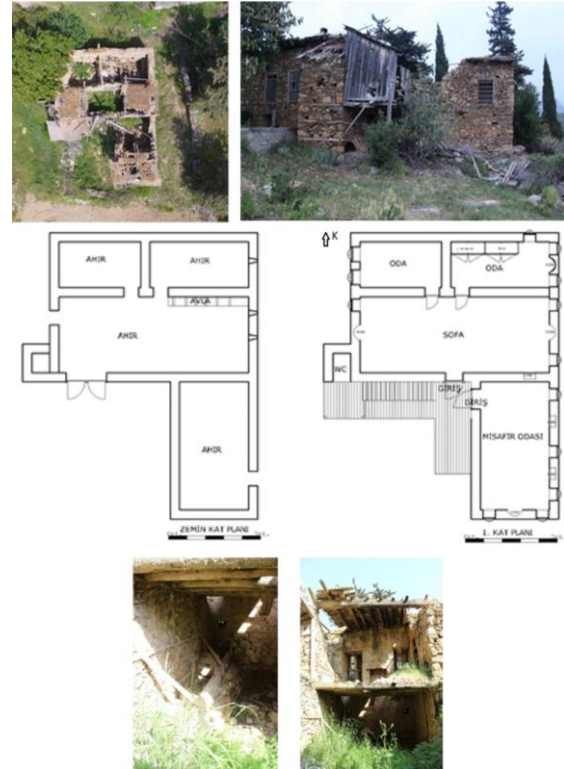 AHIR
AHIR
AVLA
AHIR
AHIR
ZEMİN KAT PLANI
K
ODA
ODA
SOFA
WC
GİRİŞ
GİRİŞ
MİSAFİR ODASI
1. KAT PLANI